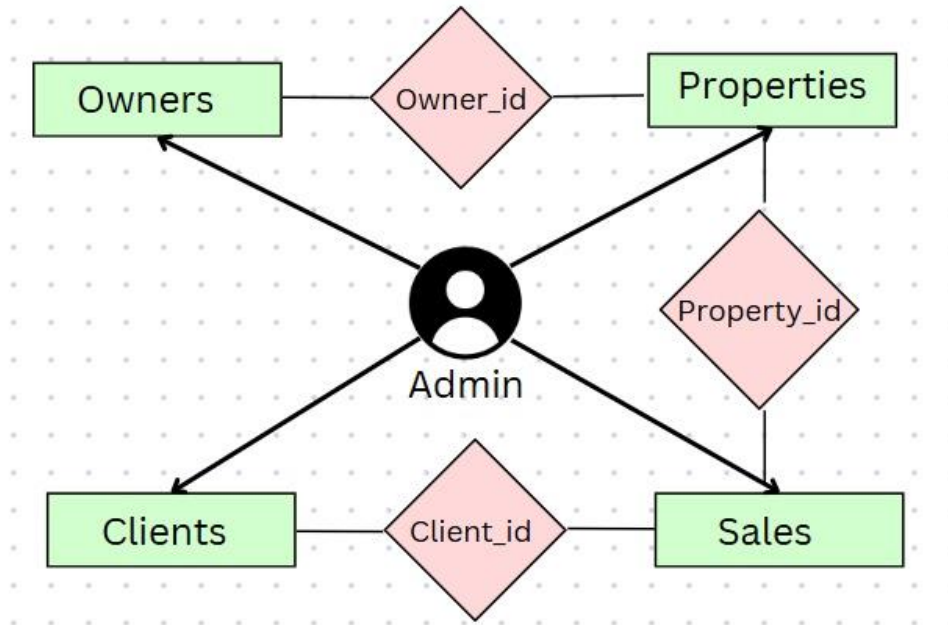 Owners
Owner_id
Properties
Property_id
Admin
Clients
Client_id
Sales